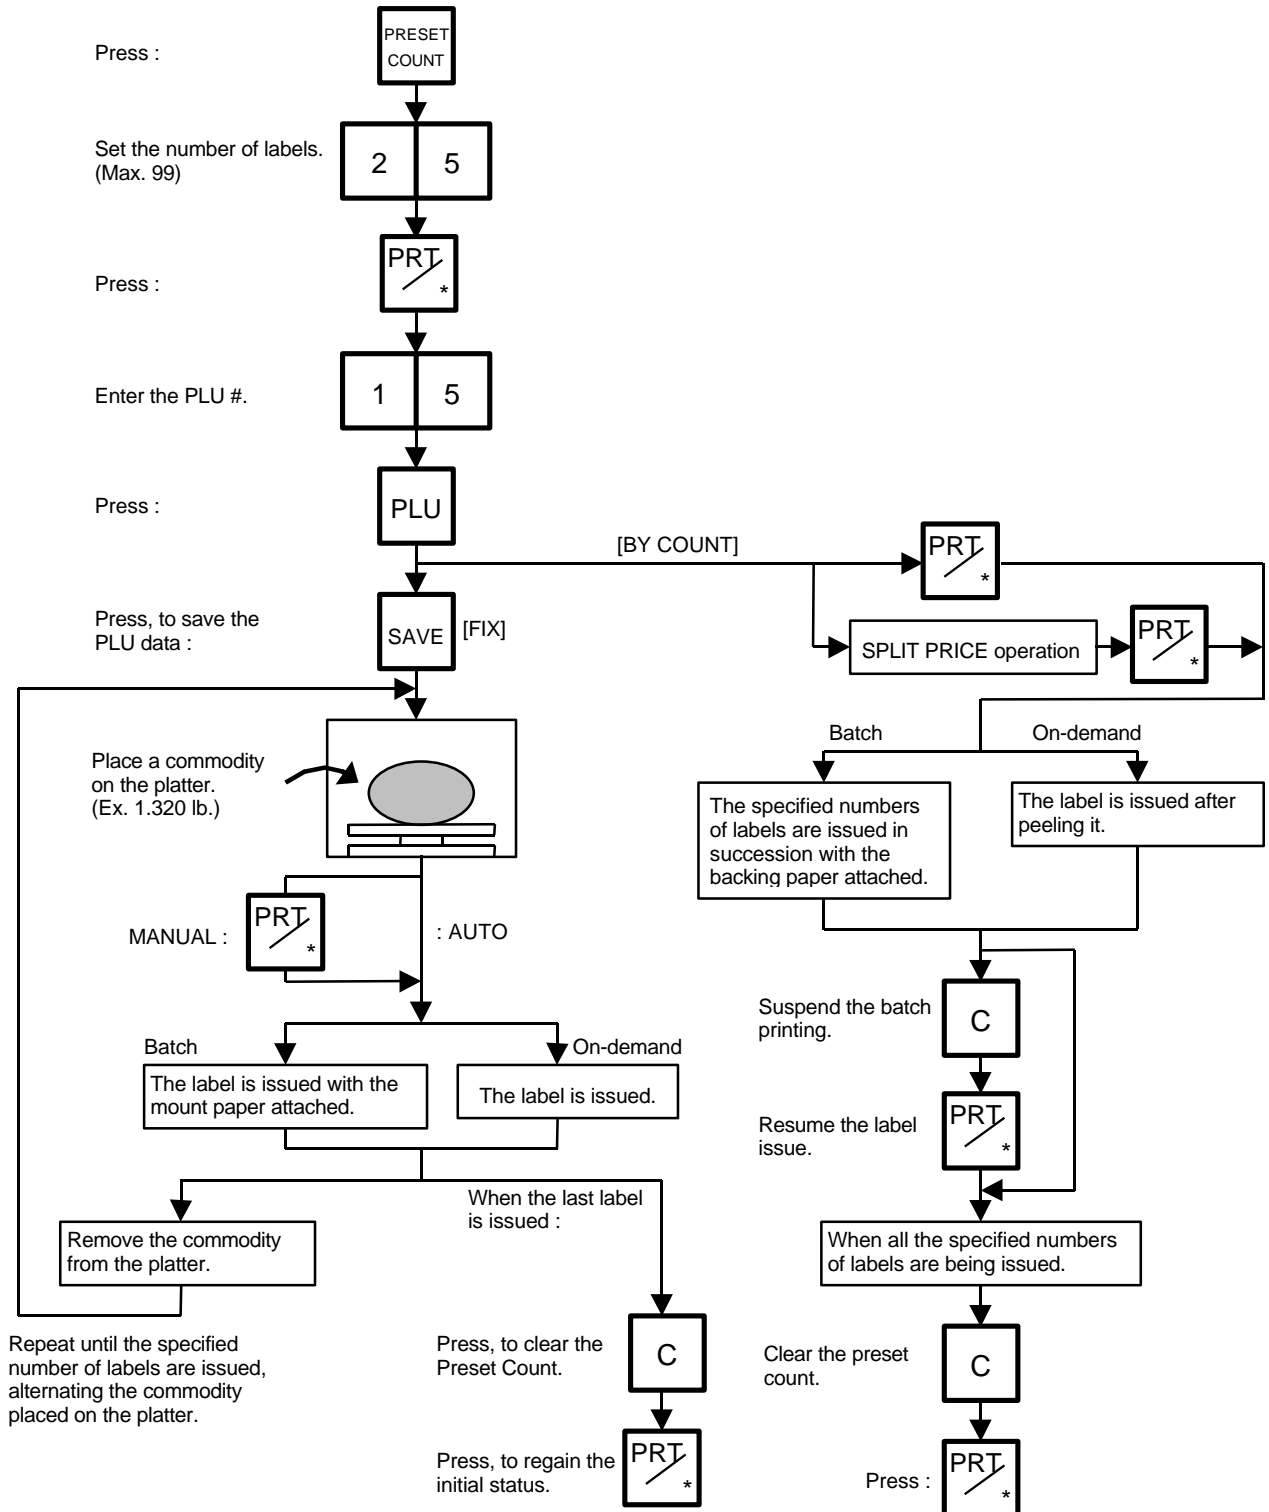 Press :
PRESET
COUNT
Set the number of labels.
(Max. 99)
2 5
Press :
PRT
*
Enter the PLU #.
1 5
Press :
PLU
[BY COUNT]
PRT
*
Press, to save the
PLU data :
SAVE
[FIX]
SPLIT PRICE operation
PRT
*
Place a commodity
on the platter.
(Ex. 1.320 lb.)
MANUAL :
PRT
*
: AUTO
Batch
On-demand
The label is issued with the
mount paper attached.
The label is issued.
Remove the commodity
from the platter.
When the last label
is issued :
Repeat until the specified
number of labels are issued,
alternating the commodity
placed on the platter.
Press, to clear the
Preset Count.
C
Press, to regain the
initial status.
PRT
*
Batch
On-demand
The specified numbers
of labels are issued in
succession with the
backing paper attached.
The label is issued after
peeling it.
Suspend the batch
printing.
C
Resume the label
issue.
PRT
*
When all the specified numbers
of labels are being issued.
Clear the preset
count.
C
Press :
PRT
*